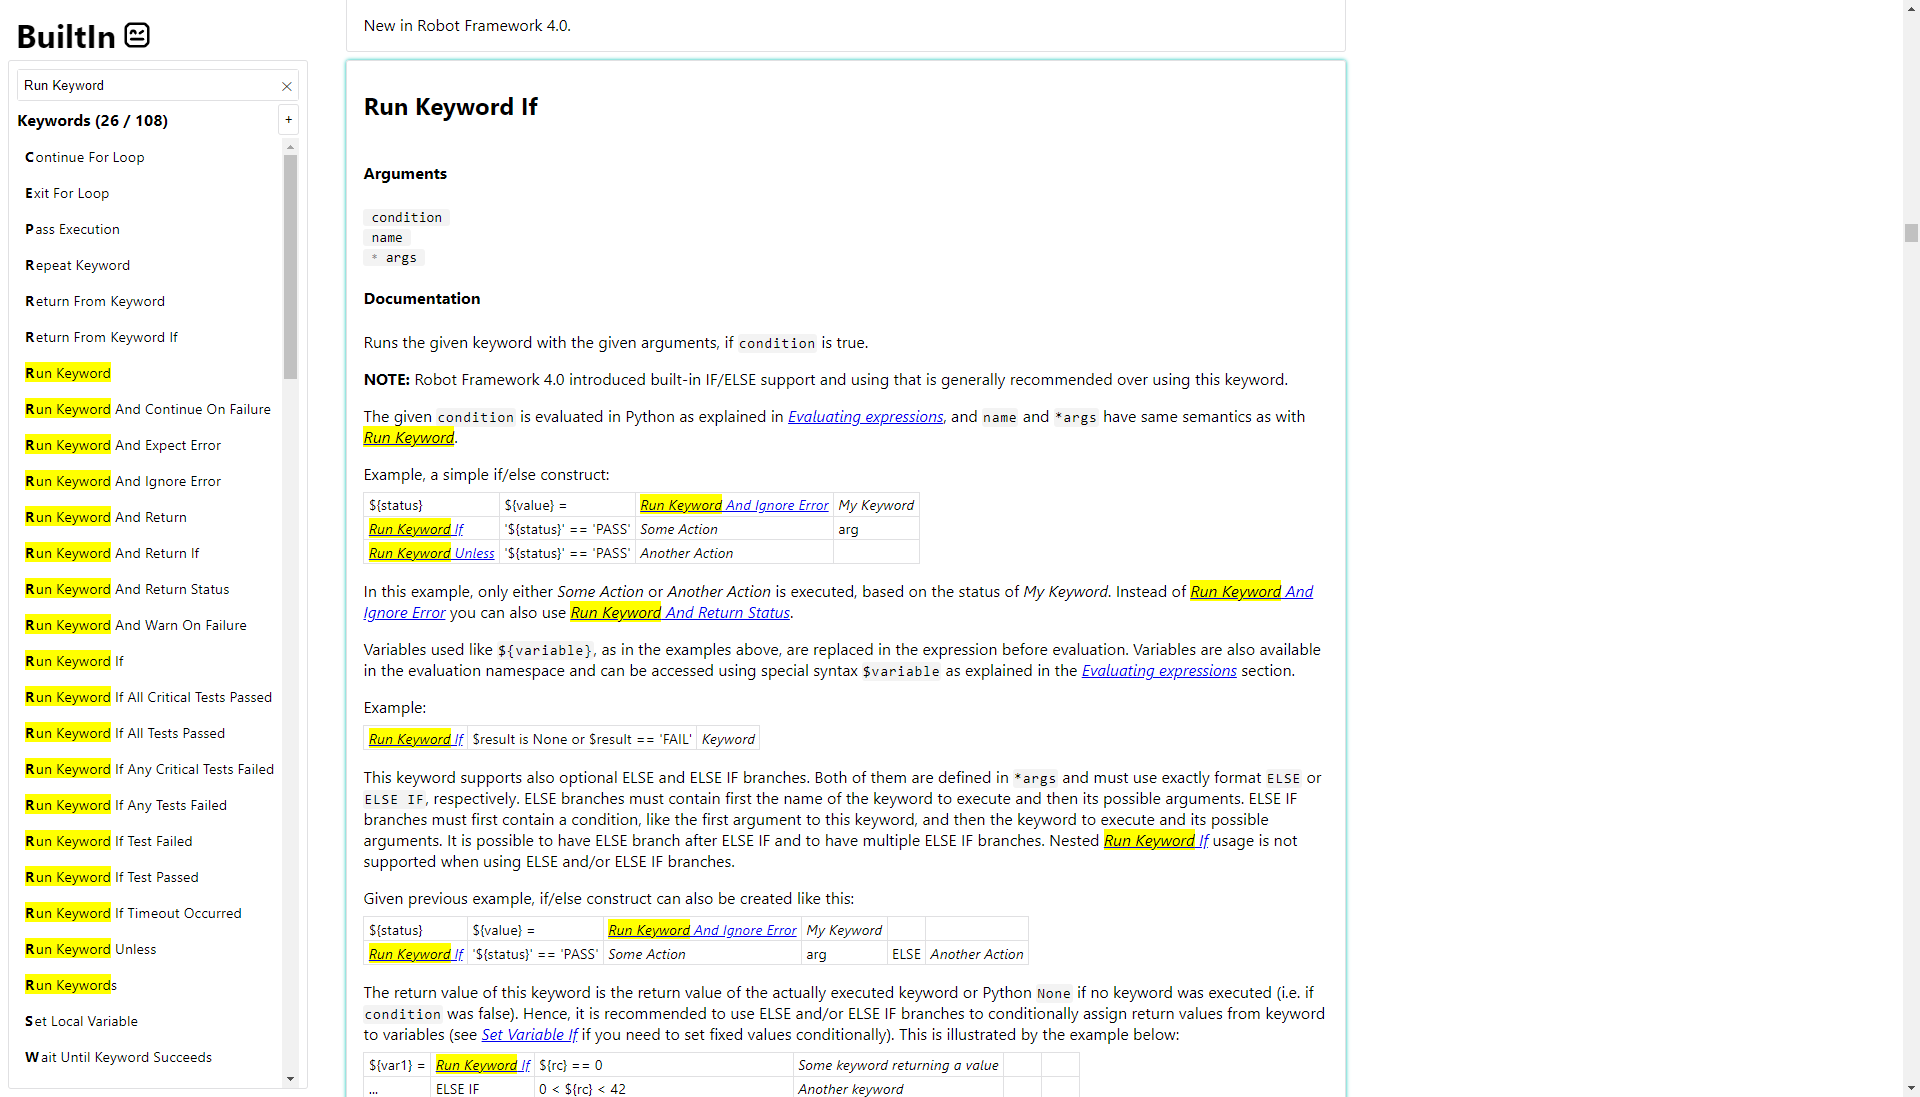 BuiltIn
Run Keyword
Keywords (26 / 108)
+
Continue For Loop
Exit For Loop
Pass Execution
Repeat Keyword
Return From Keyword
Return From Keyword If
Run Keyword
Run Keyword And Continue On Failure
Run Keyword And Expect Error
Run Keyword And Ignore Error
Run Keyword And Return
Run Keyword And Return If
Run Keyword And Return Status
Run Keyword And Warn On Failure
Run Keyword If
Run Keyword If All Critical Tests Passed
Run Keyword If All Tests Passed
Run Keyword If Any Critical Tests Failed
Run Keyword If Any Tests Failed
Run Keyword If Test Failed
Run Keyword If Test Passed
Run Keyword If Timeout Occurred
Run Keyword Unless
Run Keywords
Set Local Variable
Wait Until Keyword Succeeds
New in Robot Framework 4.0.
Run Keyword If
Arguments
condition
name
* args
Documentation
Runs the given keyword with the given arguments, if condition is true.
NOTE: Robot Framework 4.0 introduced built-in IF/ELSE support and using that is generally recommended over using this keyword.
The given condition is evaluated in Python as explained in Evaluating expressions, and name and *args have same semantics as with
Run Keyword.
Example, a simple if/else construct:
${status} ${value} = Run Keyword And Ignore Error My Keyword
Run Keyword If '${status}' == 'PASS' Some Action arg
Run Keyword Unless '${status}' == 'PASS' Another Action
In this example, only either Some Action or Another Action is executed, based on the status of My Keyword. Instead of Run Keyword And
Ignore Error you can also use Run Keyword And Return Status.
Variables used like ${variable}, as in the examples above, are replaced in the expression before evaluation. Variables are also available
in the evaluation namespace and can be accessed using special syntax $variable as explained in the Evaluating expressions section.
Example:
Run Keyword If $result is None or $result == 'FAIL' Keyword
This keyword supports also optional ELSE and ELSE IF branches. Both of them are defined in *args and must use exactly format ELSE or
ELSE IF, respectively. ELSE branches must contain first the name of the keyword to execute and then its possible arguments. ELSE IF
branches must first contain a condition, like the first argument to this keyword, and then the keyword to execute and its possible
arguments. It is possible to have ELSE branch after ELSE IF and to have multiple ELSE IF branches. Nested Run Keyword If usage is not
supported when using ELSE and/or ELSE IF branches.
Given previous example, if/else construct can also be created like this:
${status} ${value} = Run Keyword And Ignore Error My Keyword
Run Keyword If '${status}' == 'PASS' Some Action arg ELSE Another Action
The return value of this keyword is the return value of the actually executed keyword or Python None if no keyword was executed (i.e. if
condition was false). Hence, it is recommended to use ELSE and/or ELSE IF branches to conditionally assign return values from keyword
to variables (see Set Variable If if you need to set fixed values conditionally). This is illustrated by the example below:
${var1} = Run Keyword If ${rc} == 0 Some keyword returning a value
... ELSE IF 0 < ${rc} < 42 Another keyword